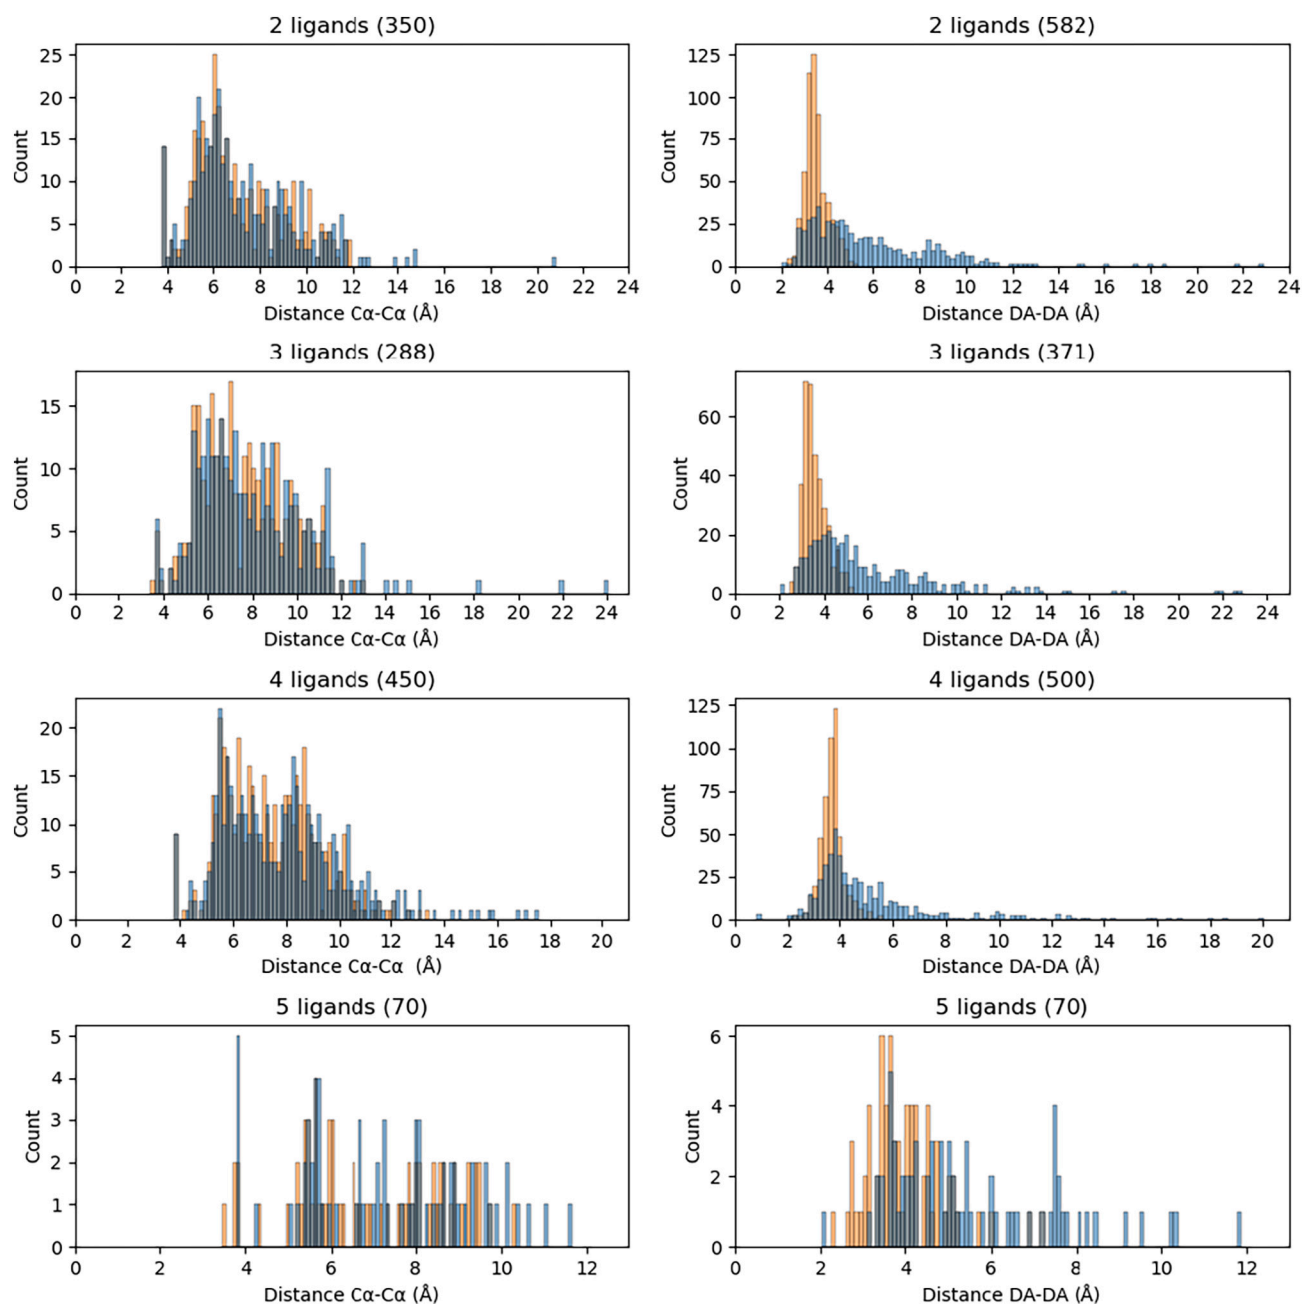 2 ligands (350)
25
20
15
10
5
0
Count
0 2 4 6 8 10 12 14 16 18 20 22 24
Distance Cα-Cα (Å)
2 ligands (582)
125
100
75
50
25
0
Count
0 2 4 6 8 10 12 14 16 18 20 22 24
Distance DA-DA (Å)
3 ligands (288)
15
10
5
0
Count
0 2 4 6 8 10 12 14 16 18 20 22 24
Distance Cα-Cα (Å)
3 ligands (371)
60
40
20
0
Count
0 2 4 6 8 10 12 14 16 18 20 22 24
Distance DA-DA (Å)
4 ligands (450)
20
15
10
5
0
Count
0 2 4 6 8 10 12 14 16 18 20
Distance Cα-Cα (Å)
4 ligands (500)
125
100
75
50
25
0
Count
0 2 4 6 8 10 12 14 16 18 20
Distance DA-DA (Å)
5 ligands (70)
5
4
3
2
1
0
Count
0 2 4 6 8 10 12
Distance Cα-Cα (Å)
5 ligands (70)
6
4
2
0
Count
0 2 4 6 8 10 12
Distance DA-DA (Å)